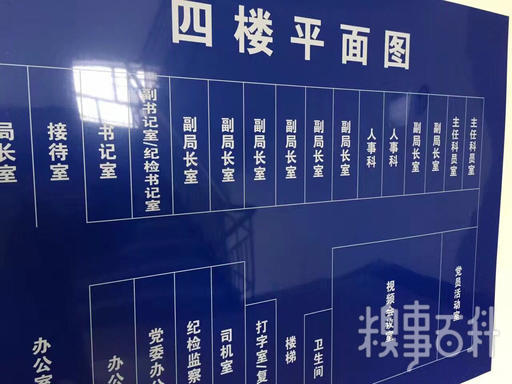 四楼平面图
局长室
接待室
书记室
副书记室/纪检书记室
副局长室
副局长室
副局长室
副局长室
副局长室
人事科
人事科
副局长室
副局长室
主任科员室
主任科员室
办公室
办公
党委办公
纪检监察
司机室
打字室/复
楼梯
卫生间
视频会议室
党员活动室
糗事百科